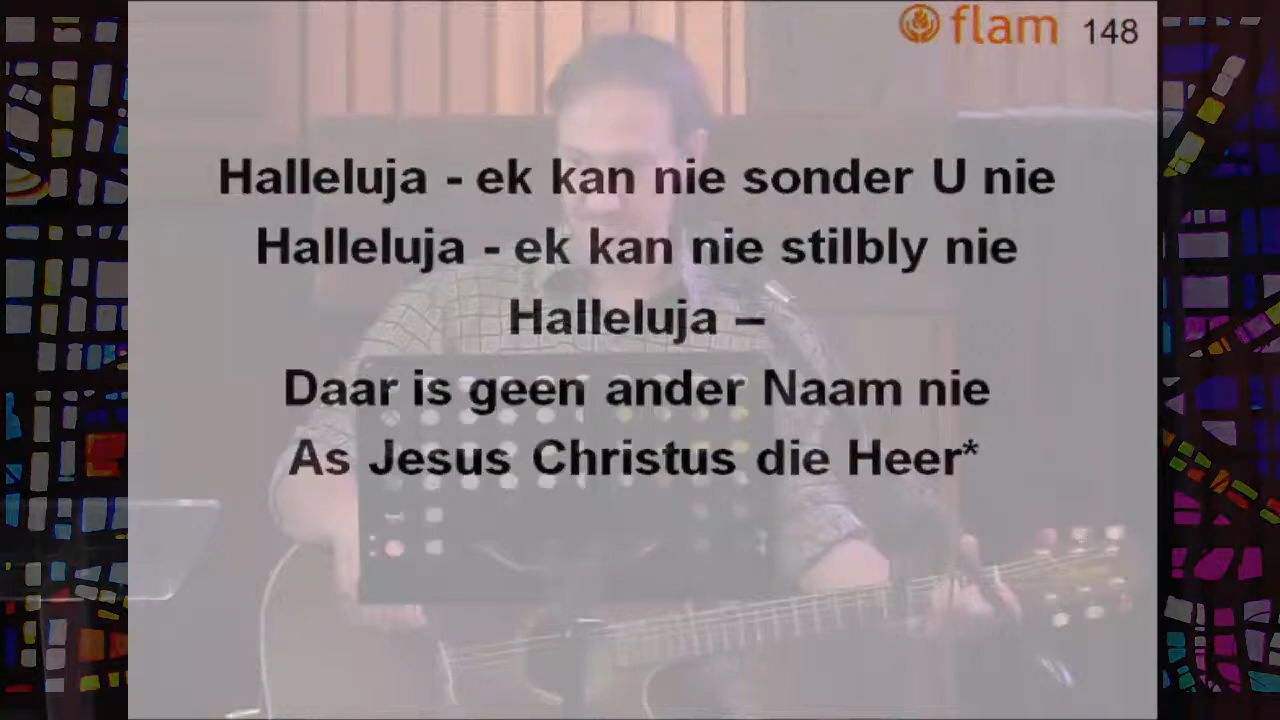 flam 148
Halleluja - ek kan nie sonder U nie
Halleluja - ek kan nie stilbly nie
Halleluja –
Daar is geen ander Naam nie
As Jesus Christus die Heer*